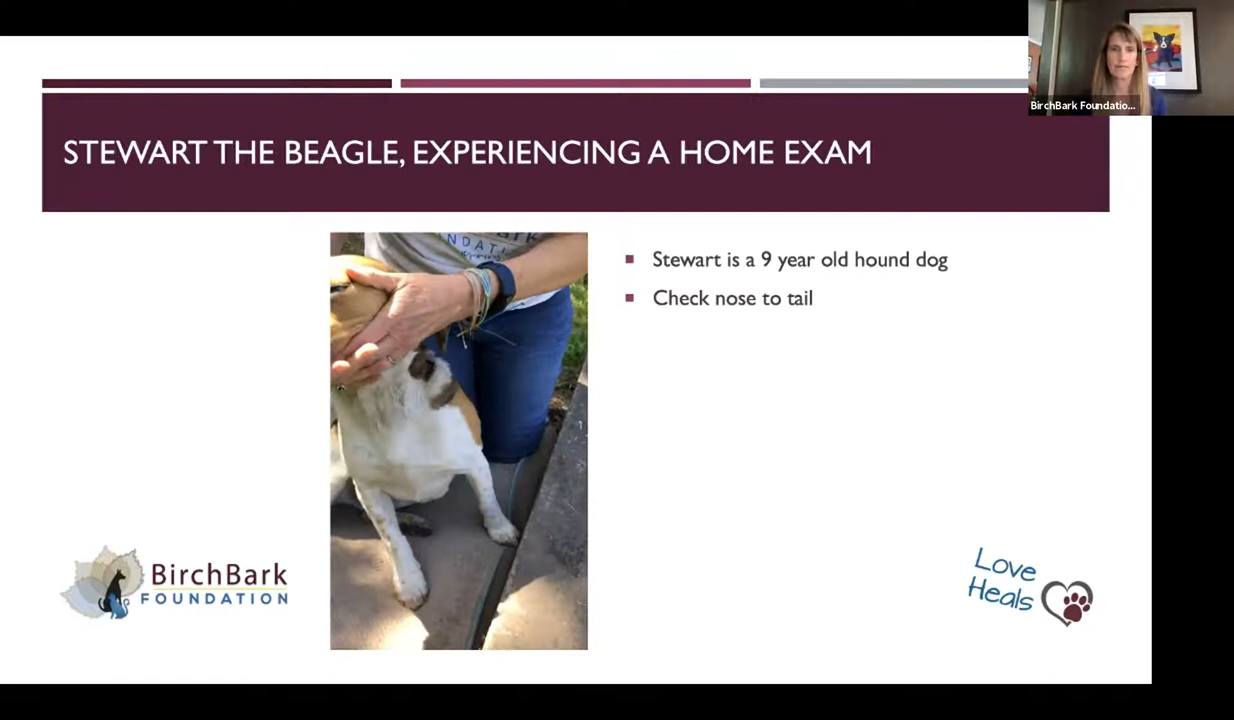 BirchBark Foundatio...
STEWART THE BEAGLE, EXPERIENCING A HOME EXAM
NDATI
Stewart is a 9 year old hound dog
Check nose to tail
BirchBark
FOUNDATION
Love
Heals